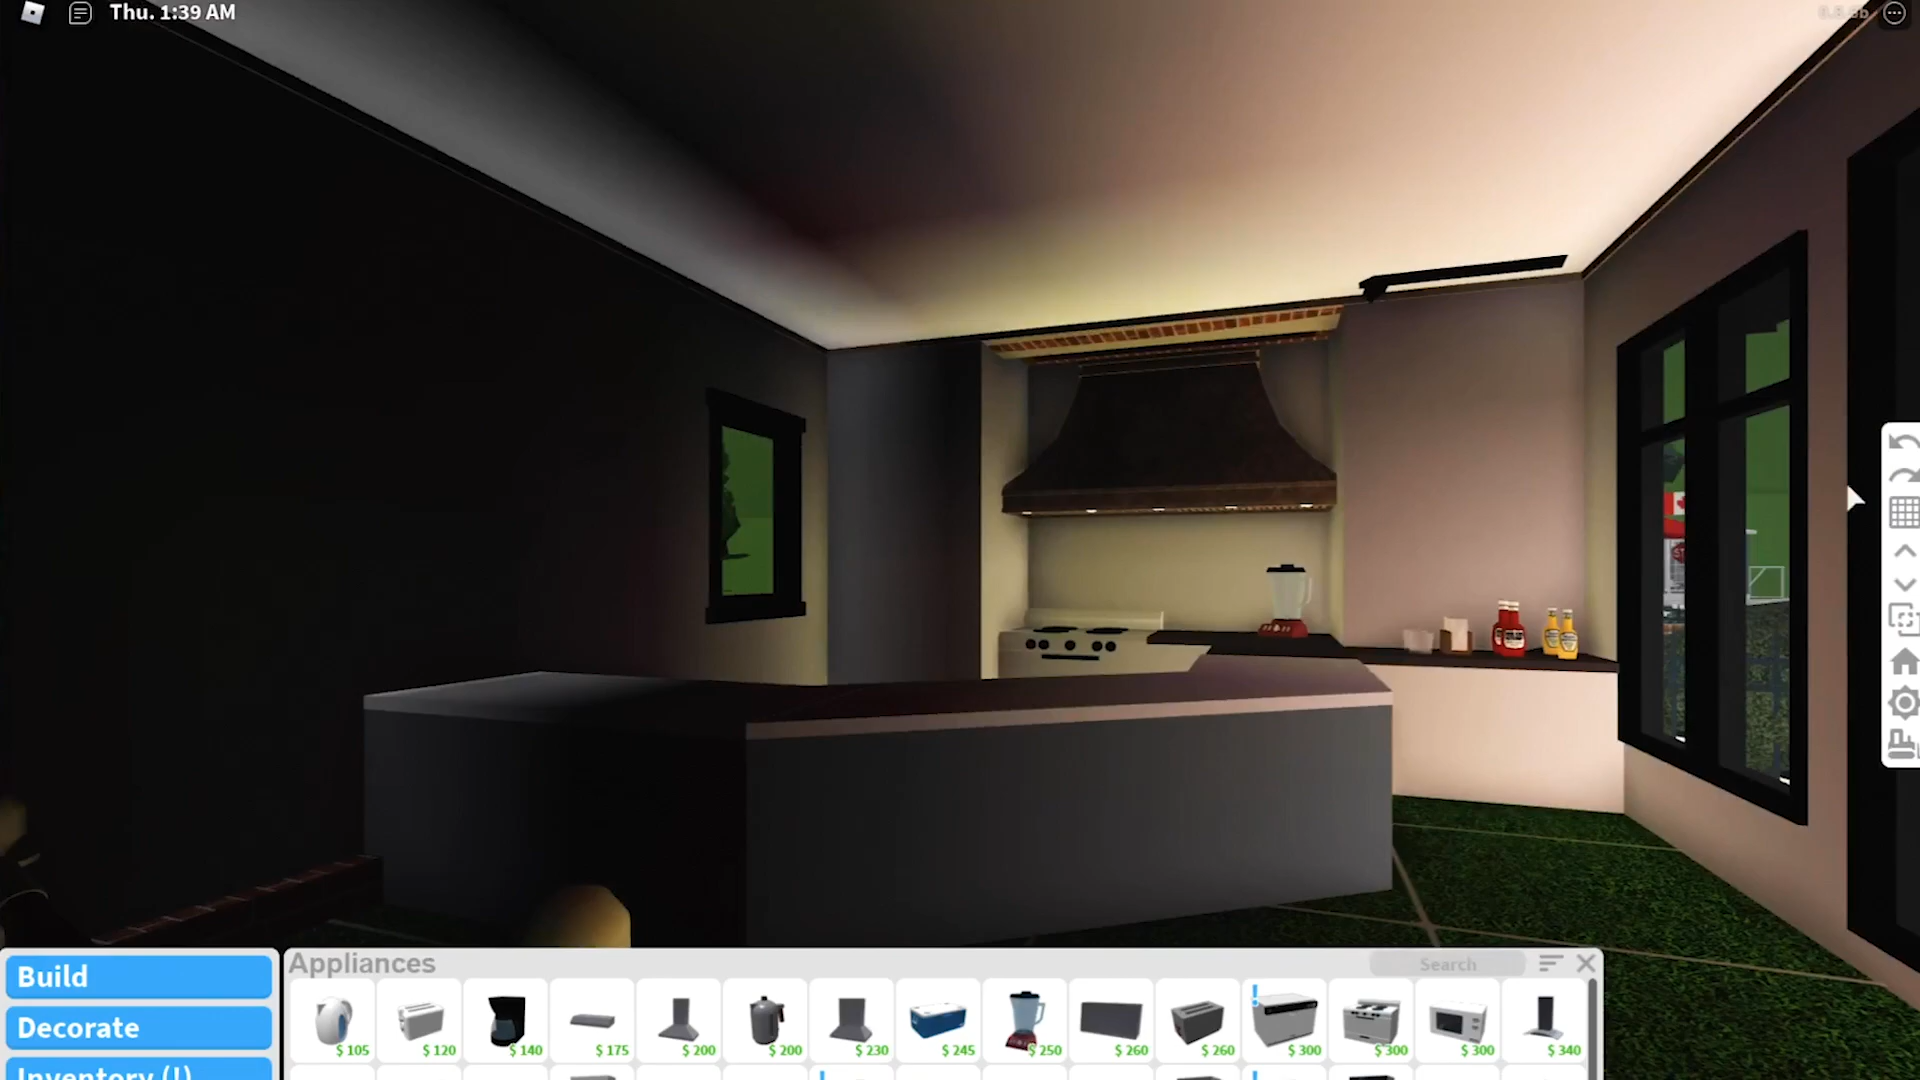 Thu. 1:39 AM
Build
Decorate
Inventory (!)
Appliances
Search
$ 105
$ 120
$ 140
$ 175
$ 200
$ 200
$ 230
$ 245
$ 250
$ 260
$ 260
$ 300
$ 300
$ 300
$ 340